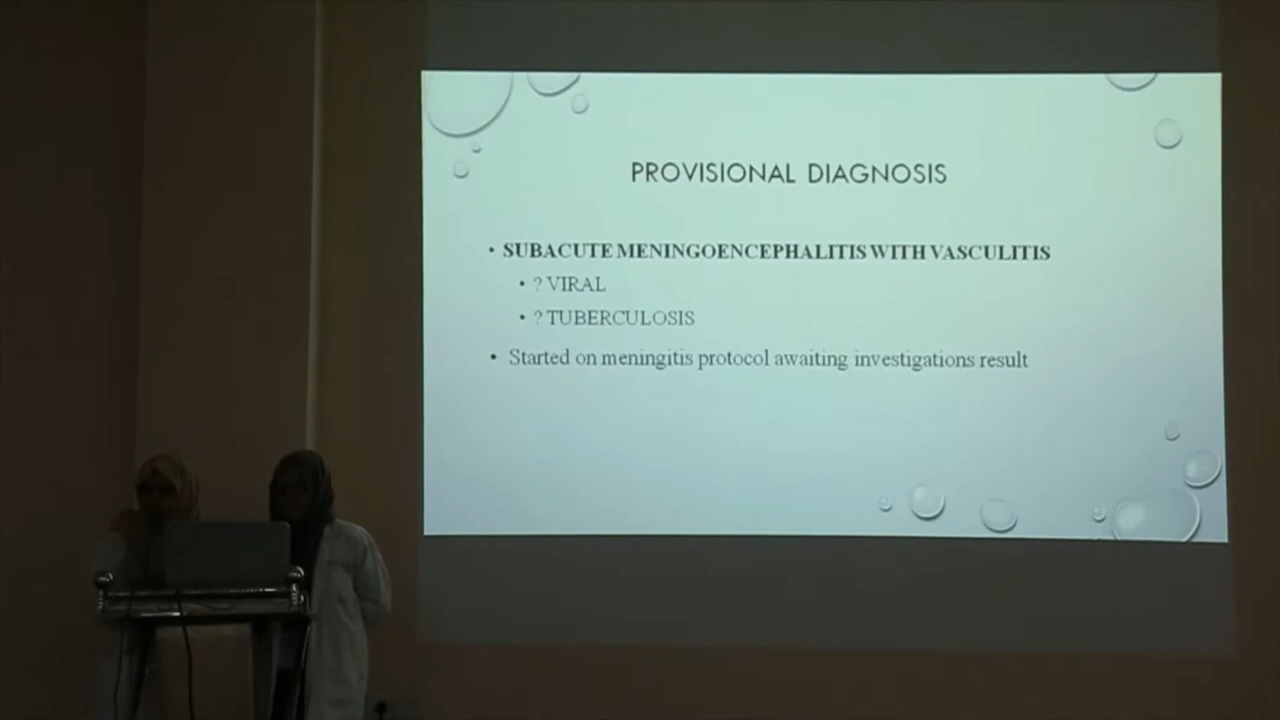 PROVISIONAL DIAGNOSIS
• SUBACUTE MENINGOENCEPHALITIS WITH VASCULITIS
• ? VIRAL
• ? TUBERCULOSIS
• Started on meningitis protocol awaiting investigations result